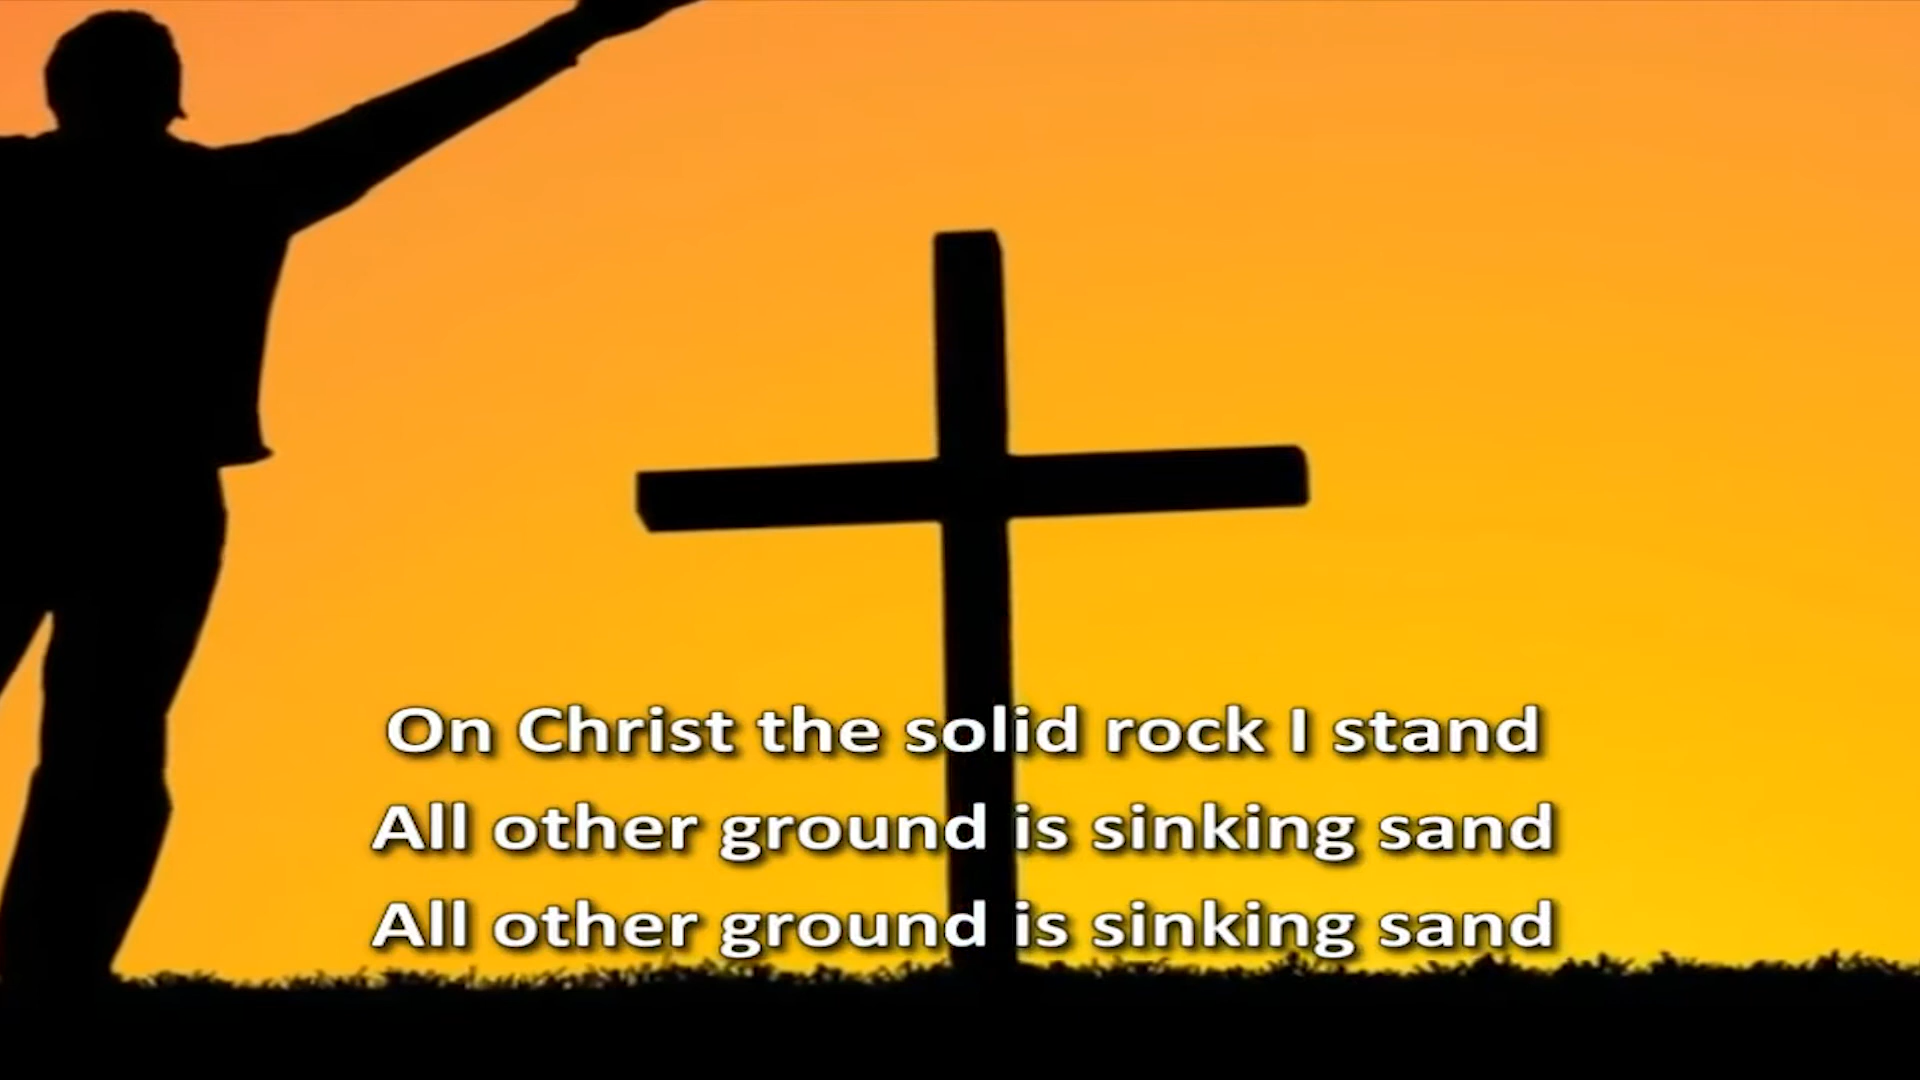 On Christ the solid rock I stand
All other ground is sinking sand
All other ground is sinking sand